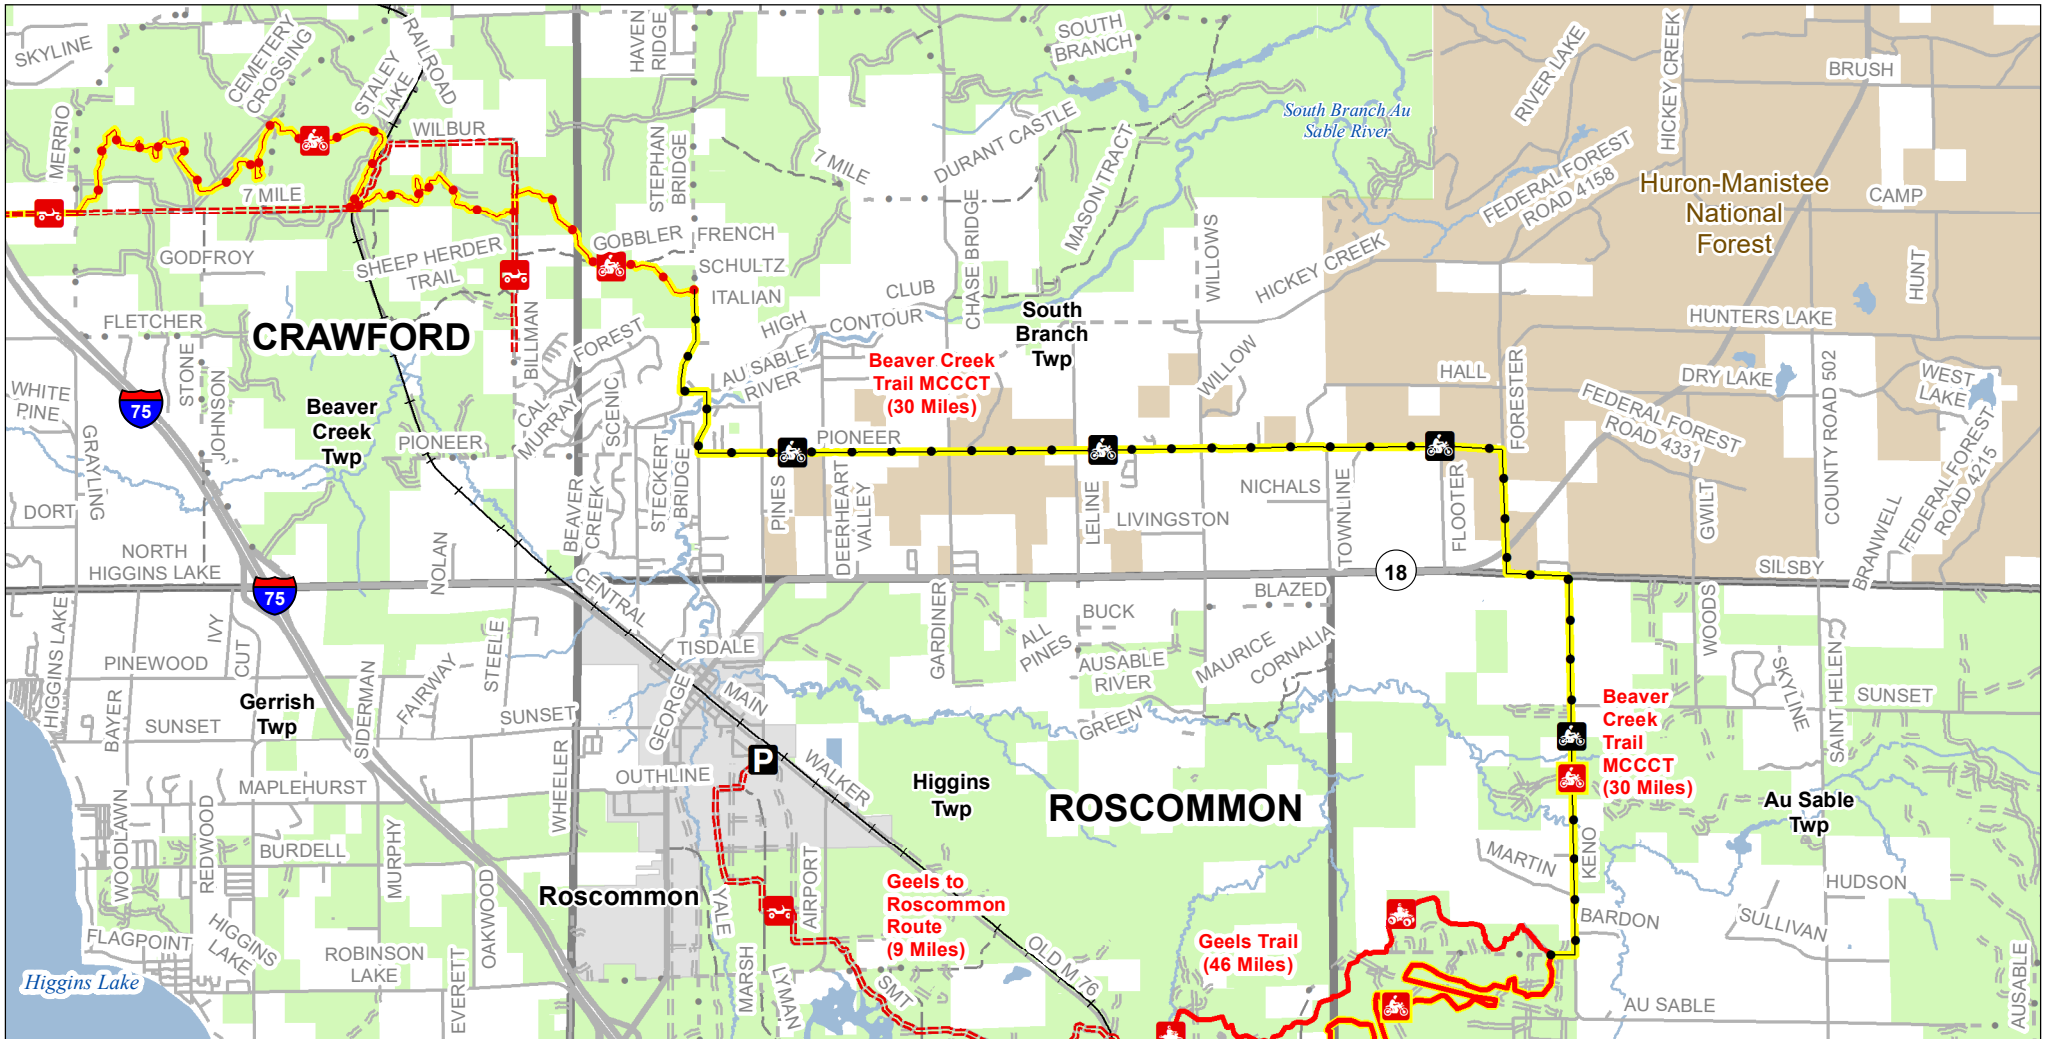 SKYLINE
CEMETERY
CROSSING
STALEY
LAKE
RAILROAD
HAVEN
RIDGE
SOUTH
BRANCH
RIVER LAKE
HICKEY CREEK
BRUSH
MERRIO
WILBUR
7 MILE
STEPHAN
BRIDGE
7 MILE
DURANT CASTLE
MASON TRACT
South Branch Au
Sable River
FEDERAL FOREST
ROAD 4158
Huron-Manistee
National
Forest
CAMP
GODFROY
SHEEP HERDER
TRAIL
GOBBLER
FRENCH
SCHULTZ
ITALIAN
CHASE BRIDGE
WILLOWS
HICKEY CREEK
HUNT
FLETCHER
CRAWFORD
BILLMAN
FOREST
HIGH
CLUB
CONTOUR
South
Branch
Twp
HUNTERS LAKE
WHITE
PINE
STONE
JOHNSON
75
Beaver
Creek
Twp
PIONEER
CAL
MURRAY
SCENIC
AU SABLE
RIVER
Beaver Creek
Trail MCCCT
(30 Miles)
WILLOW
HALL
FORESTER
DRY LAKE
FEDERAL FOREST
ROAD 4331
COUNTY ROAD 502
WEST
LAKE
FEDERAL FOREST
ROAD 4215
GRAYLING
DORT
BEAVER
CREEK
STECKERT
BRIDGE
PINES
PIONEER
DEERHEART
VALLEY
LELINE
LIVINGSTON
NICHALS
TOWNLINE
FLOOTER
GWILT
BRANWELL
NORTH
HIGGINS LAKE
NOLAN
CENTRAL
18
SILSBY
75
HIGGINS LAKE
IVY
CUT
PINEWOOD
STEELE
FAIRWAY
SIDERMAN
TISDALE
GARDINER
ALL
PINES
BUCK
AUSABLE
RIVER
BLAZED
MAURICE
CORNALIA
WOODS
SKYLINE
SAINT HELEN
SUNSET
BAYER
SUNSET
Gerrish
Twp
SUNSET
GEORGE
MAIN
GREEN
Beaver
Creek
Trail
MCCCT
(30 Miles)
WHEELER
OUTHLINE
P
WALKER
Higgins
Twp
ROSCOMMON
Au Sable
Twp
MAPLEHURST
WOODLAWN
REDWOOD
BURDELL
MURPHY
OAKWOOD
Roscommon
YALE
AIRPORT
Geels to
Roscommon
Route
(9 Miles)
MARTIN
KENO
HUDSON
BARDON
SULLIVAN
FLAGPOINT
HIGGINS
LAKE
ROBINSON
LAKE
EVERETT
MARSH
LYMAN
SMT
OLD M 76
Geels Trail
(46 Miles)
AU SABLE
AUSABLE
Higgins Lake